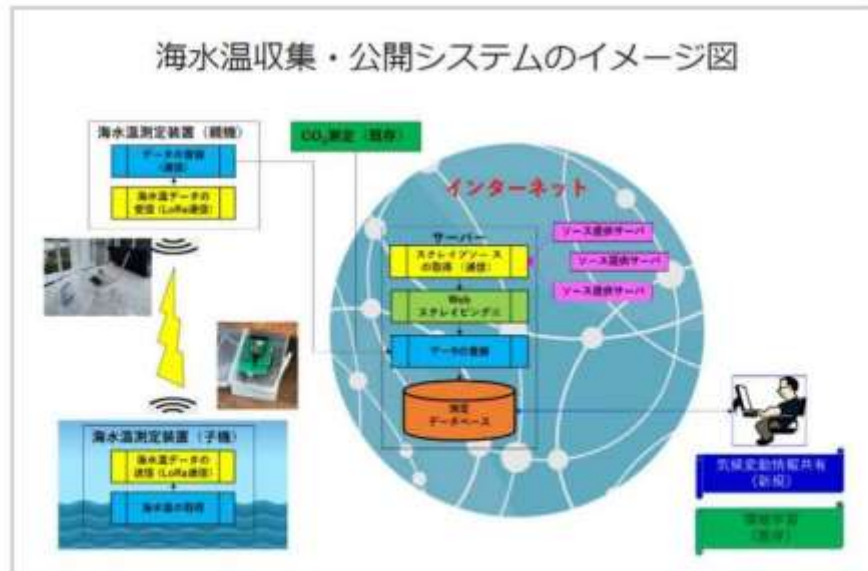 海水温収集・公開システムのイメージ図
海水温測定装置（親機）
データの登録
（通信）
海水温データの
受信(LoRa通信)
CO₂測定（既存）
インターネット
サーバー
スクレイプソース
の取得（通信）
Web
スクレイピング
データの登録
測定
データベース
ソース提供サーバ
ソース提供サーバ
ソース提供サーバ
海水温測定装置（子機）
海水温データの
送信(LoRa通信)
海水温の取得
気候変動情報共有
（新規）
環境学習
（既存）